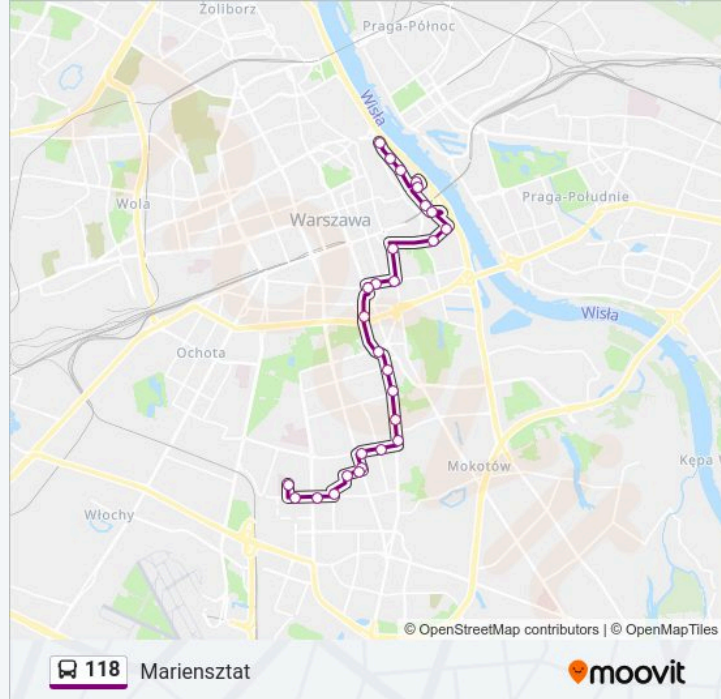 Żoliborz
Praga-Północ
Wisła
Wola
Praga-Południe
Warszawa
Wisła
Ochota
Mokotów
Kępa
Włochy
© OpenStreetMap contributors | © OpenMapTiles
118 Mariensztat
moovit